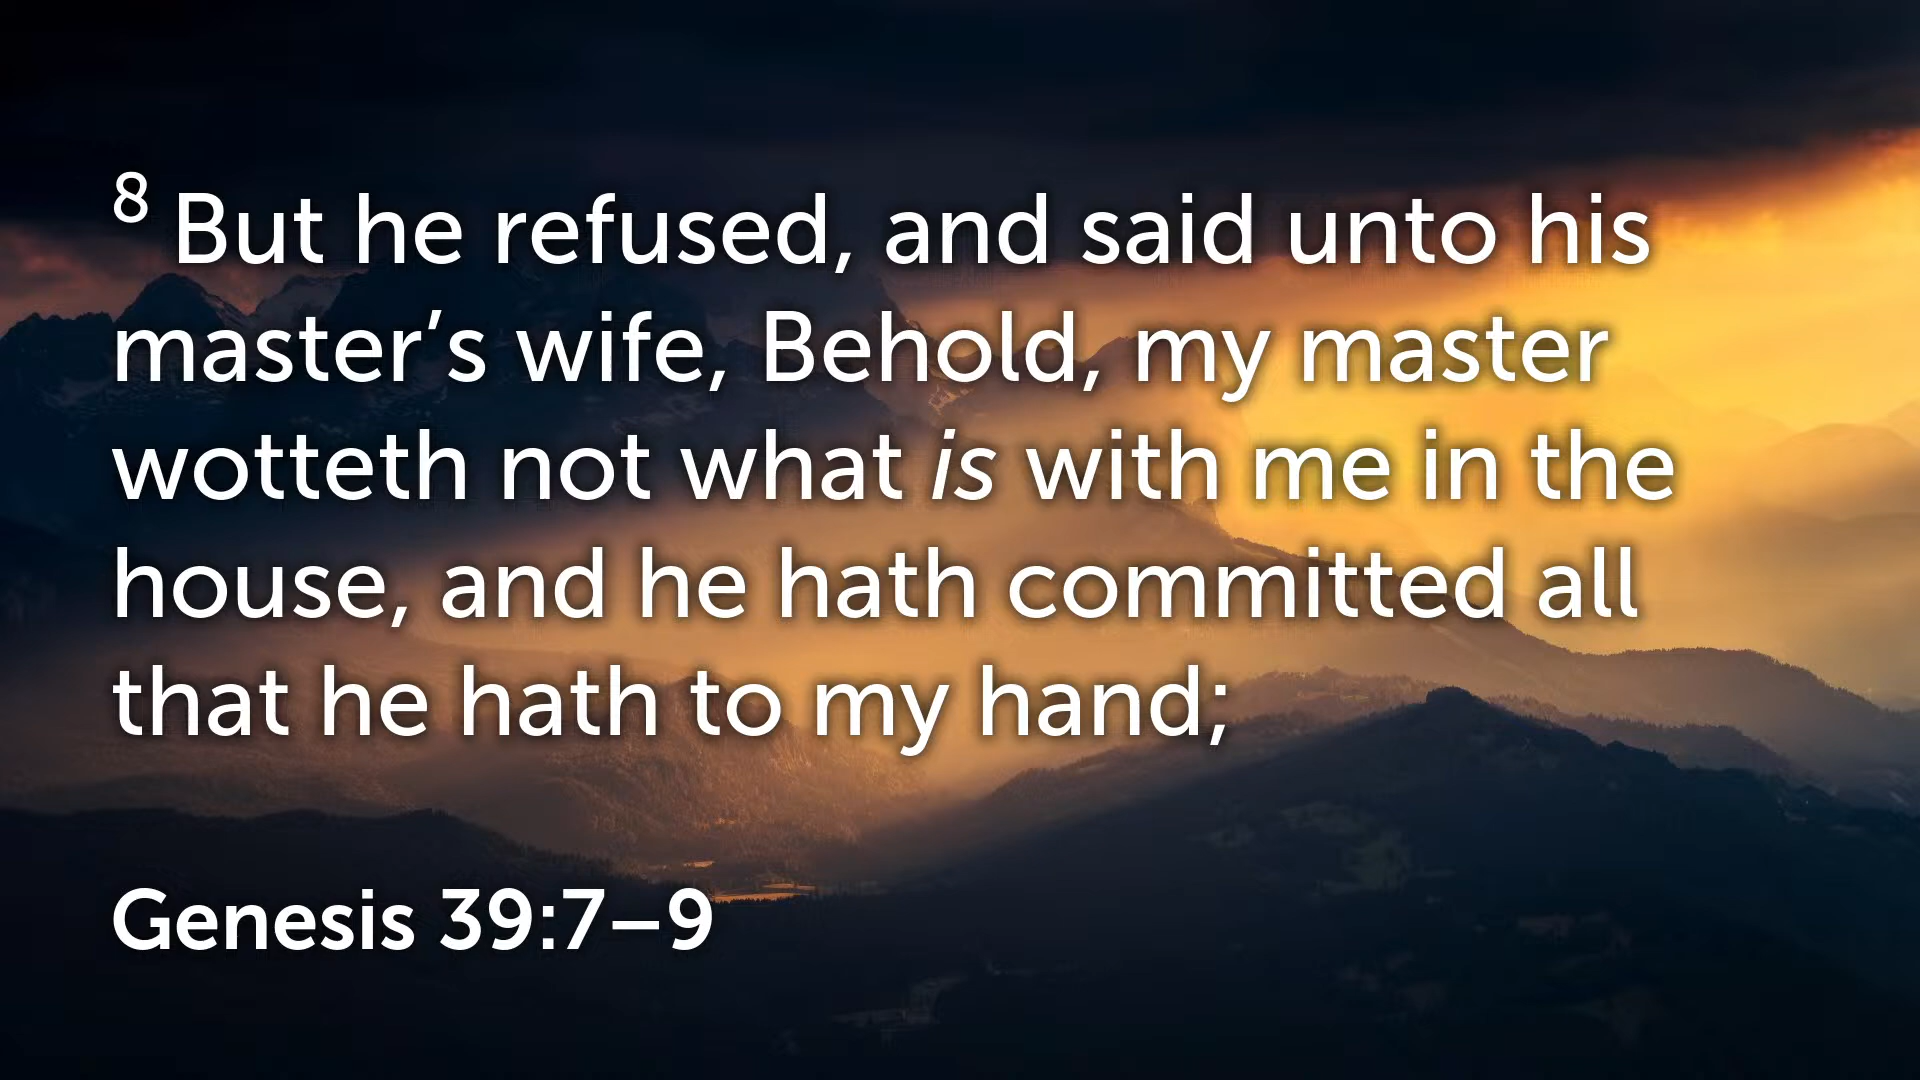 8 But he refused, and said unto his
master’s wife, Behold, my master
wotteth not what is with me in the
house, and he hath committed all
that he hath to my hand;
Genesis 39:7–9